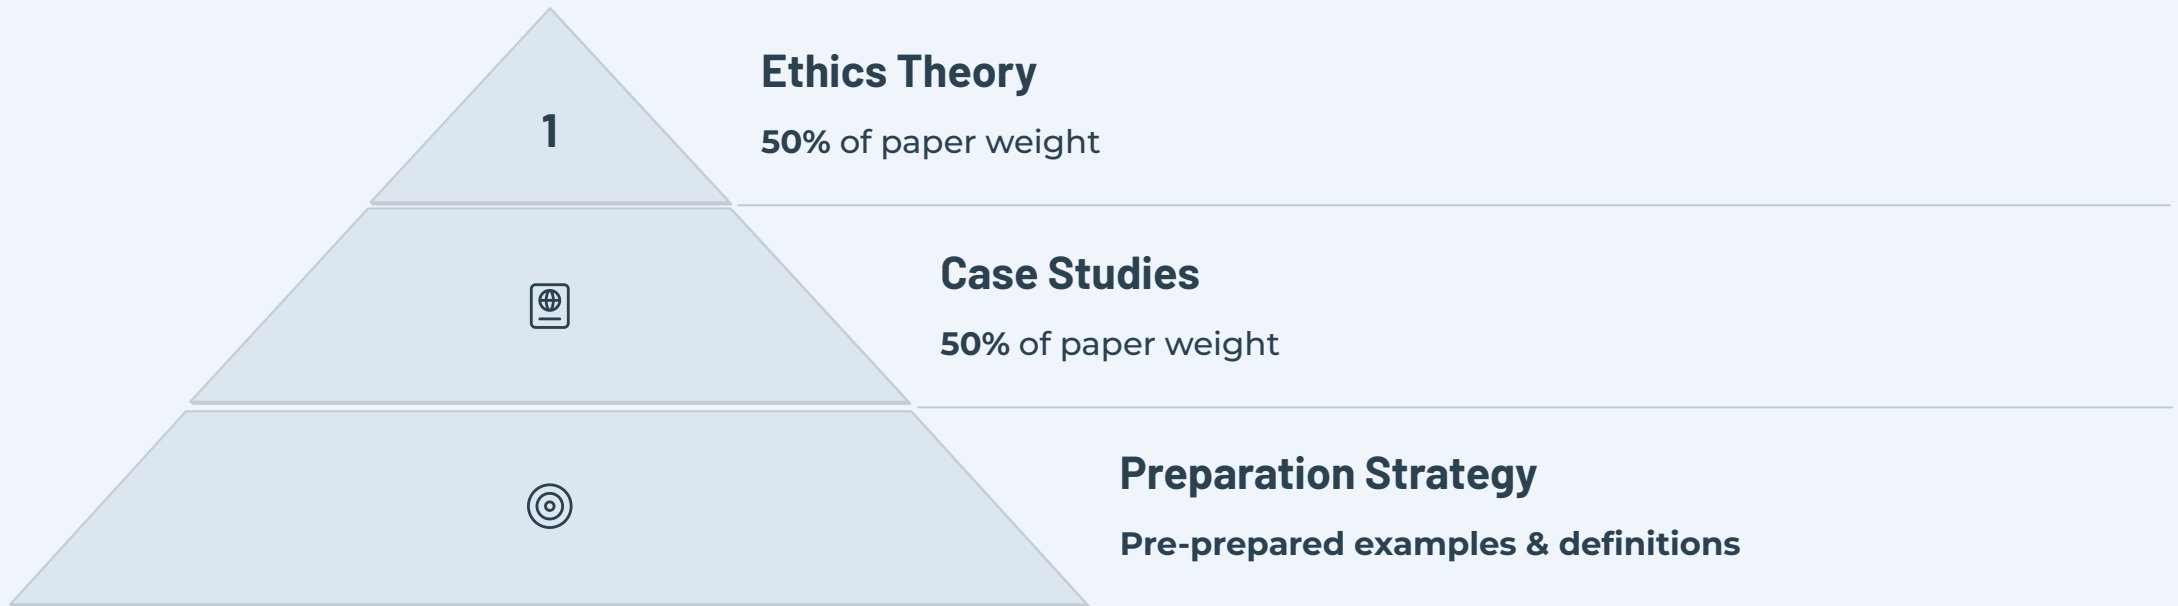 1
Ethics Theory
50% of paper weight
Case Studies
50% of paper weight
Preparation Strategy
Pre-prepared examples & definitions